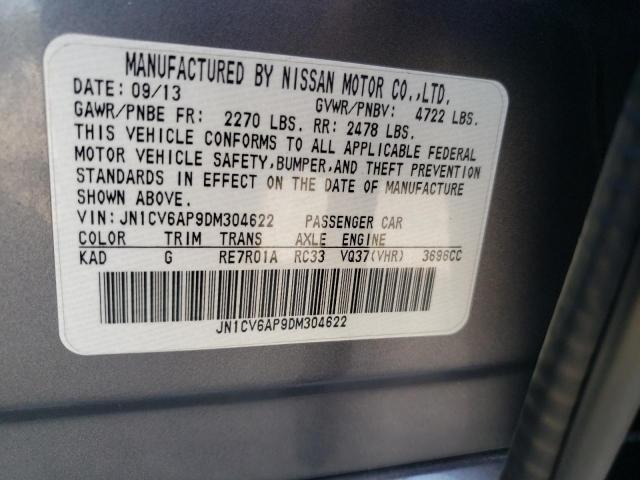 MANUFACTURED BY NISSAN MOTOR CO.,LTD.
DATE: 09/13 GVWR/PNBV: 4722 LBS.
GAWR/PNBE FR: 2270 LBS. RR: 2478 LBS.
THIS VEHICLE CONFORMS TO ALL APPLICABLE FEDERAL
MOTOR VEHICLE SAFETY,BUMPER,AND THEFT PREVENTION
STANDARDS IN EFFECT ON THE DATE OF MANUFACTURE
SHOWN ABOVE.
VIN:JN1CV6AP9DM304622 PASSENGER CAR
COLOR TRIM TRANS AXLE ENGINE
KAD G RE7R01A RC33 VQ37(VHR) 3696CC
JN1CV6AP9DM304622